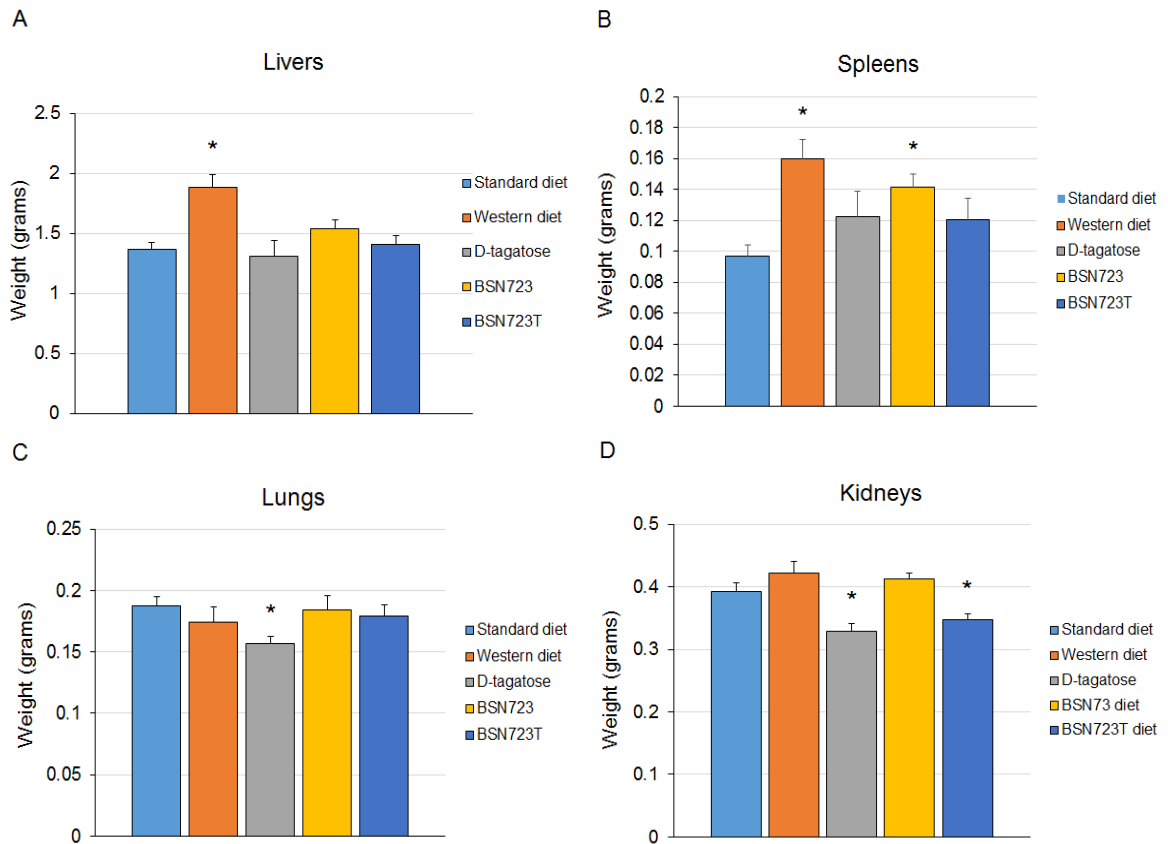 A
Livers
Weight (grams)
2.5
2
1.5
1
0.5
0
*
Standard diet
Western diet
D-tagatose
BSN723
BSN723T
B
Spleens
Weight (grams)
0.2
0.18
0.16
0.14
0.12
0.1
0.08
0.06
0.04
0.02
0
*
*
Standard diet
Western diet
D-tagatose
BSN723
BSN723T
C
Lungs
Weight (grams)
0.25
0.2
0.15
0.1
0.05
0
*
Standard diet
Western diet
D-tagatose
BSN723
BSN723T
D
Kidneys
Weight (grams)
0.5
0.4
0.3
0.2
0.1
0
*
*
Standard diet
Western diet
D-tagatose
BSN73 diet
BSN723T diet